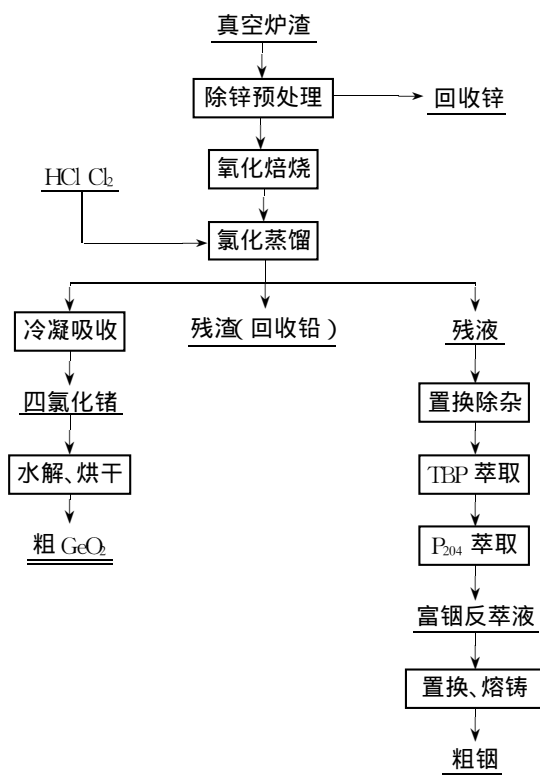 真空炉渣
除锌预处理
回收锌
氧化焙烧
HCl Cl₂
氯化蒸馏
冷凝吸收
残渣(回收铅)
残液
四氯化锗
置换除杂
水解、烘干
TBP 萃取
粗 GeO₂
P₂₀₄ 萃取
富铟反萃液
置换、熔铸
粗铟